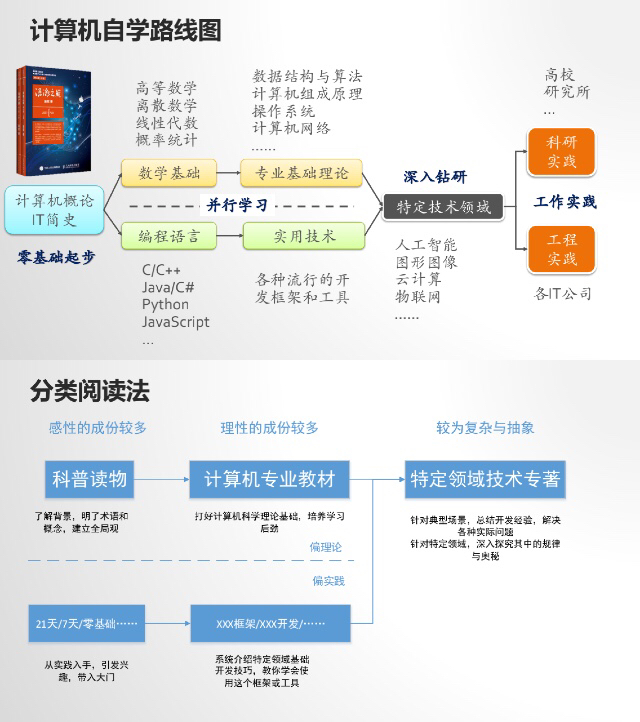 计算机自学路线图
浪潮之巅
高等数学
离散数学
线性代数
概率统计
数据结构与算法
计算机组成原理
操作系统
计算机网络
……
高校
研究所
…
数学基础
专业基础理论
深入钻研
科研
实践
计算机概论
IT简史
并行学习
特定技术领域
工作实践
零基础起步
编程语言
实用技术
工程
实践
C/C++
Java/C#
Python
JavaScript
…
各种流行的开
发框架和工具
人工智能
图形图像
云计算
物联网
……
各IT公司
分类阅读法
感性的成份较多
理性的成份较多
较为复杂与抽象
科普读物
计算机专业教材
特定领域技术专著
了解背景，明了术语和
概念，建立全局观
打好计算机科学理论基础，培养学习
后劲
针对典型场景，总结开发经验，解决
各种实际问题
针对特定领域，深入探究其中的规律
与奥秘
偏理论
偏实践
21天/7天/零基础……
XXX框架/XXX开发/……
从实践入手，引发兴
趣，带入大门
系统介绍特定领域基础
开发技巧，教你学会使
用这个框架或工具